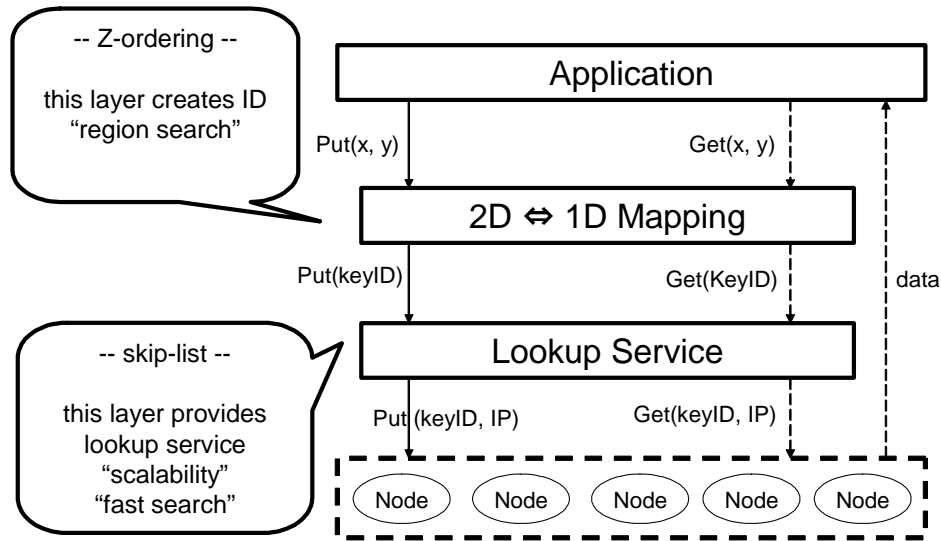 -- Z-ordering --
this layer creates ID
“region search”
Application
Put(x, y)
Get(x, y)
2D ⇔ 1D Mapping
Put(keyID)
Get(KeyID)
data
-- skip-list --
this layer provides
lookup service
“scalability”
“fast search”
Lookup Service
Put (keyID, IP)
Get(keyID, IP)
Node
Node
Node
Node
Node